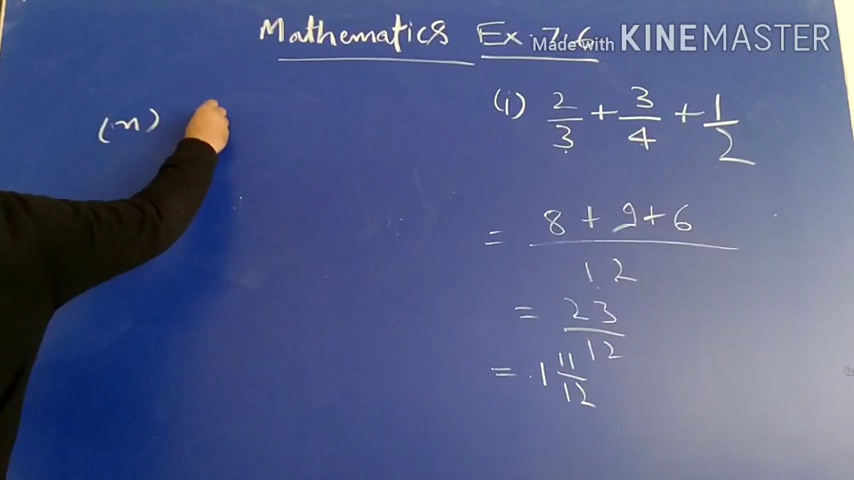 Mathematics Ex. 7.6
Made with KINEMASTER
(i) 2/3 + 3/4 + 1/2
= 8 + 9 + 6 / 12
= 23/12
= 1 11/12
(n)